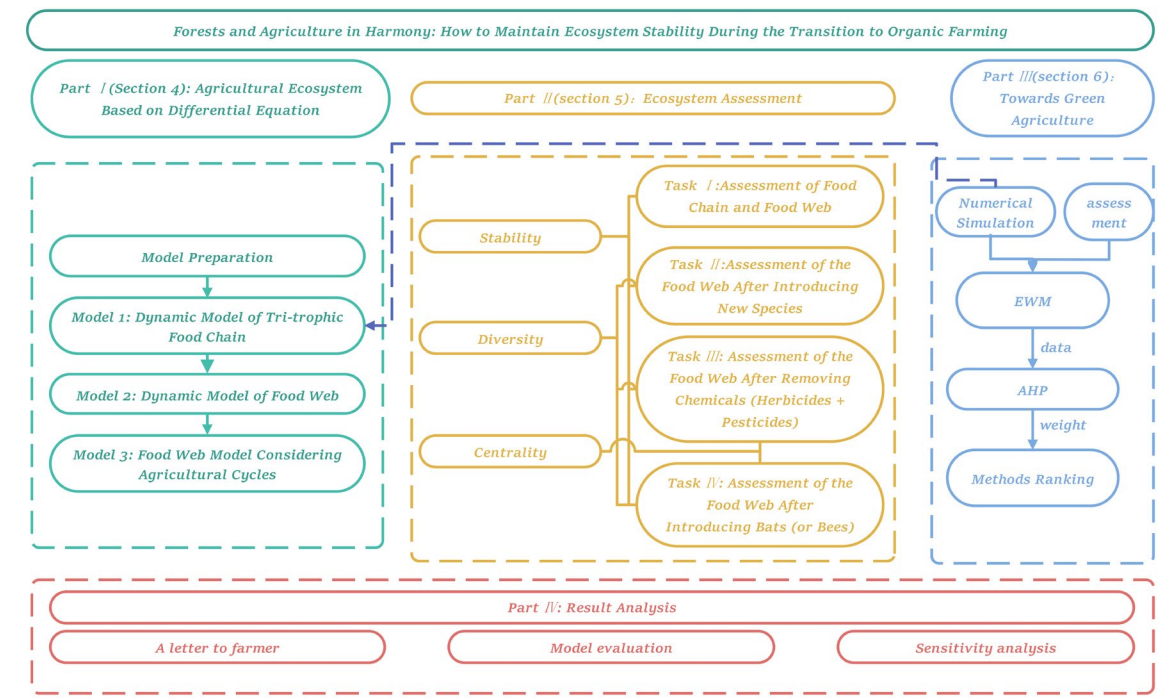 Forests and Agriculture in Harmony: How to Maintain Ecosystem Stability During the Transition to Organic Farming
Part Ⅰ (Section 4): Agricultural Ecosystem
Based on Differential Equation
Part Ⅱ (section 5): Ecosystem Assessment
Part Ⅲ(section 6):
Towards Green
Agriculture
Model Preparation
Model 1: Dynamic Model of Tri-trophic
Food Chain
Model 2: Dynamic Model of Food Web
Model 3: Food Web Model Considering
Agricultural Cycles
Stability
Diversity
Centrality
Task Ⅰ :Assessment of Food
Chain and Food Web
Task Ⅱ:Assessment of the
Food Web After Introducing
New Species
Task Ⅲ: Assessment of the
Food Web After Removing
Chemicals (Herbicides +
Pesticides)
Task Ⅳ: Assessment of the
Food Web After
Introducing Bats (or Bees)
Numerical
Simulation
assess
ment
EWM
data
AHP
weight
Methods Ranking
Part Ⅳ: Result Analysis
A letter to farmer
Model evaluation
Sensitivity analysis